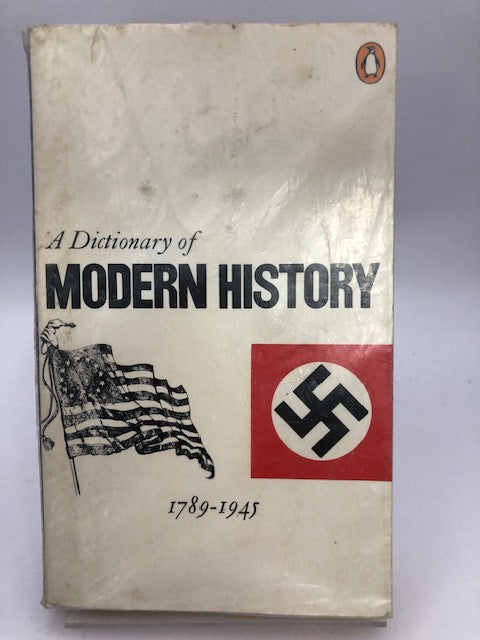 A Dictionary of
MODERN HISTORY
1789-1945